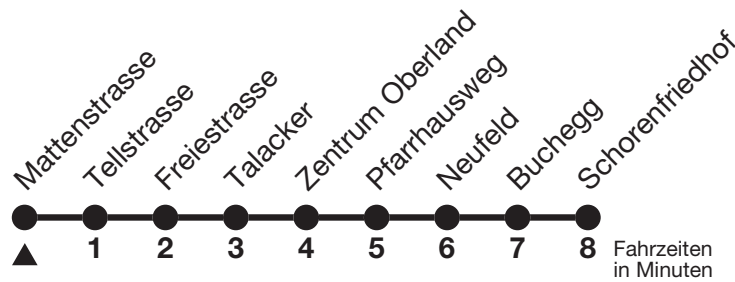 Mattenstrasse
Tellstrasse
Freiestrasse
Talacker
Zentrum Oberland
Pfarrhausweg
Neufeld
Buchegg
Schorenfriedhof
1 2 3 4 5 6 7 8
Fahrzeiten
in Minuten